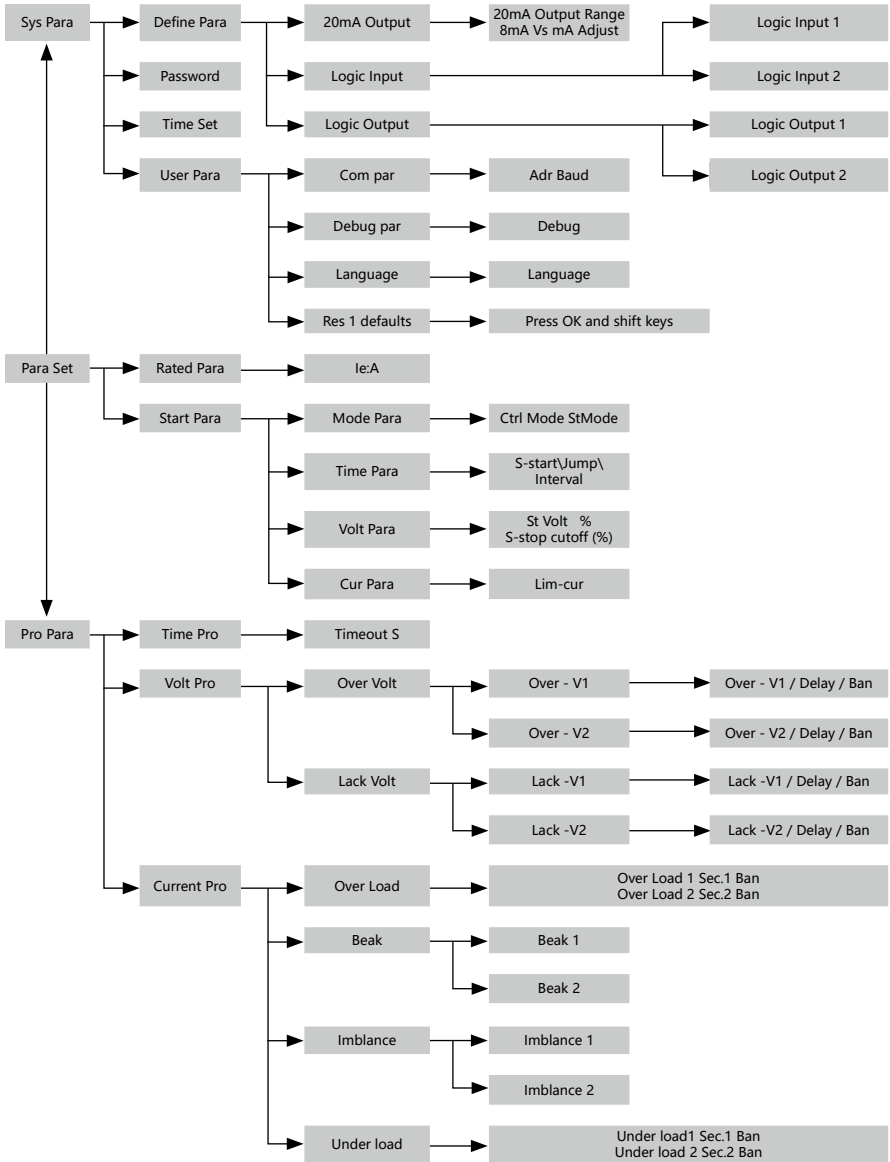 Sys Para
Define Para
20mA Output
20mA Output Range
8mA Vs mA Adjust
Logic Input 1
Password
Logic Input
Logic Input 2
Time Set
Logic Output
Logic Output 1
User Para
Com par
Adr Baud
Logic Output 2
Debug par
Debug
Language
Language
Res 1 defaults
Press OK and shift keys
Para Set
Rated Para
Ie:A
Start Para
Mode Para
Ctrl Mode StMode
Time Para
S-start\Jump\
Interval
Volt Para
St Volt %
S-stop cutoff (%)
Cur Para
Lim-cur
Pro Para
Time Pro
Timeout S
Volt Pro
Over Volt
Over - V1
Over - V1 / Delay / Ban
Over - V2
Over - V2 / Delay / Ban
Lack Volt
Lack -V1
Lack -V1 / Delay / Ban
Lack -V2
Lack -V2 / Delay / Ban
Current Pro
Over Load
Over Load 1 Sec.1 Ban
Over Load 2 Sec.2 Ban
Beak
Beak 1
Beak 2
Imblance
Imblance 1
Imblance 2
Under load
Under load1 Sec.1 Ban
Under load 2 Sec.2 Ban